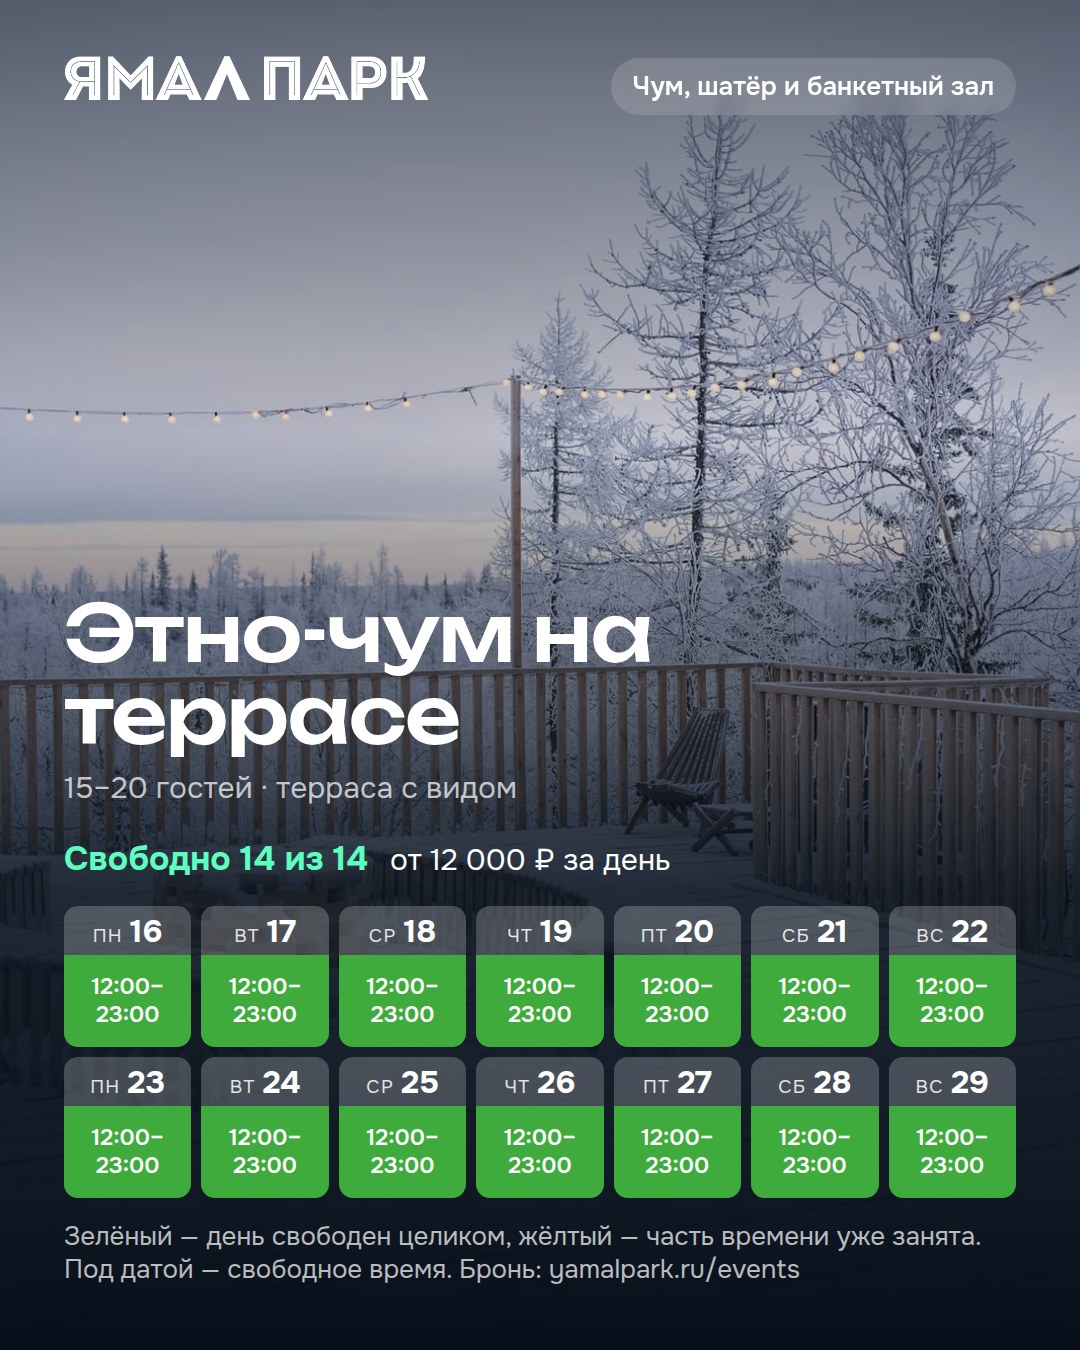 ЯМАЛ ПАРК
Чум, шатёр и банкетный зал
Этно-чум на
террасе
15–20 гостей · терраса с видом
Свободно 14 из 14 от 12 000 ₽ за день
ПН 16 ВТ 17 СР 18 ЧТ 19 ПТ 20 СБ 21 ВС 22
12:00– 12:00– 12:00– 12:00– 12:00– 12:00– 12:00–
23:00 23:00 23:00 23:00 23:00 23:00 23:00
ПН 23 ВТ 24 СР 25 ЧТ 26 ПТ 27 СБ 28 ВС 29
12:00– 12:00– 12:00– 12:00– 12:00– 12:00– 12:00–
23:00 23:00 23:00 23:00 23:00 23:00 23:00
Зелёный — день свободен целиком, жёлтый — часть времени уже занята.
Под датой — свободное время. Бронь: yamalpark.ru/events